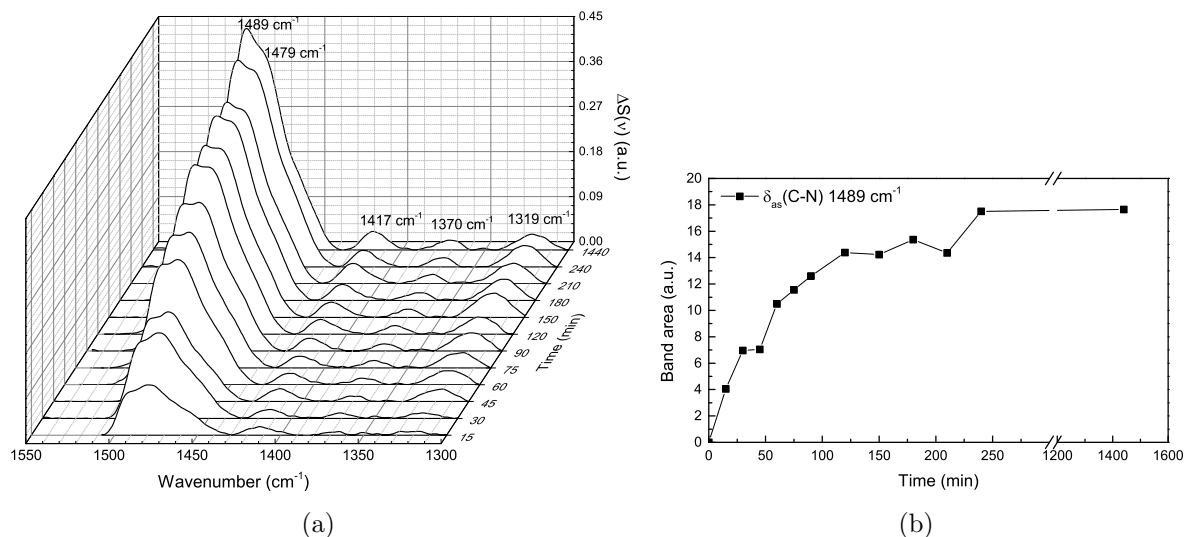 1489 cm⁻¹
1479 cm⁻¹
1417 cm⁻¹
1370 cm⁻¹
1319 cm⁻¹
0.45
0.36
0.27
0.18
0.09
0.00
ΔS(ν) (a.u.)
1440
240
210
180
150
120
90
75
60
45
30
15
Time (min)
1550 1500 1450 1400 1350 1300
Wavenumber (cm⁻¹)
(a)
δas(C-N) 1489 cm⁻¹
20
18
16
14
12
10
8
6
4
2
0
Band area (a.u.)
0 50 100 150 200 250 1200 1400 1600
Time (min)
(b)